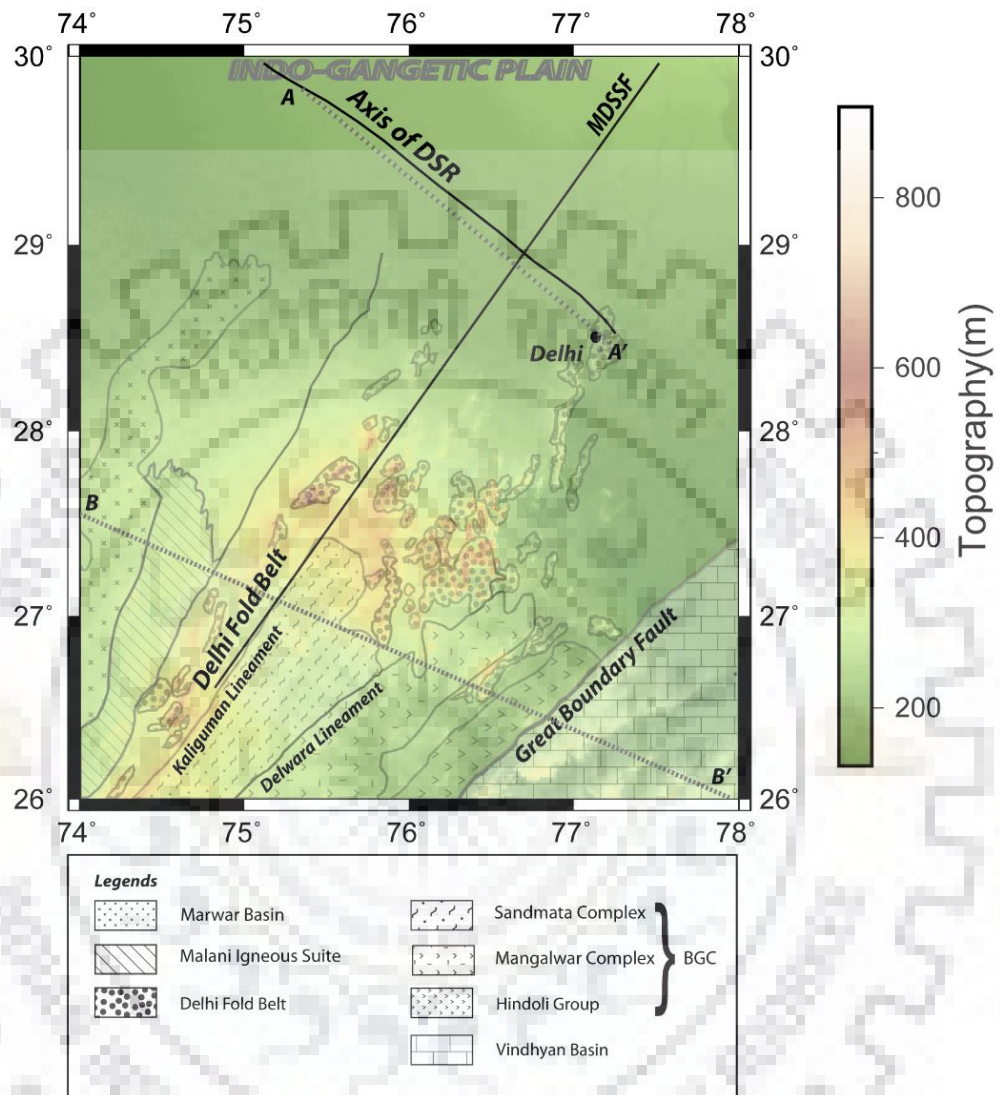 74° 75° 76° 77° 78°
30° 30°
INDO-GANGETIC PLAIN
A
Axis of DSR
MDSSF
29° 29°
Delhi A'
28° 28°
B
27° 27°
Delhi Fold Belt
Kaliguman Lineament
Delwara Lineament
Great Boundary Fault
B'
26° 26°
74° 75° 76° 77° 78°
800
600
400
200
Topography(m)
Legends
Marwar Basin
Malani Igneous Suite
Delhi Fold Belt
Sandmata Complex
Mangalwar Complex
Hindoli Group
BGC
Vindhyan Basin